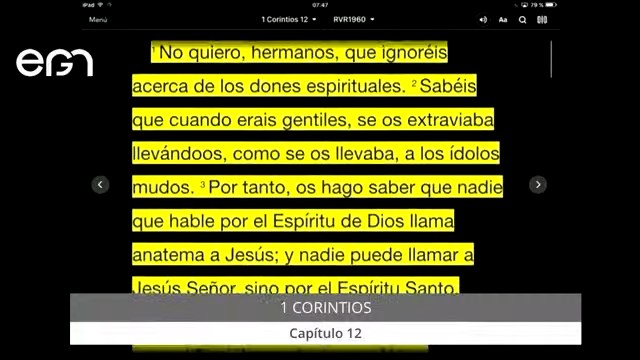 iPad
07:47
79 %
Menú
1 Corintios 12
RVR1960
Aa
ERN
¹ No quiero, hermanos, que ignoréis
acerca de los dones espirituales. ² Sabéis
que cuando erais gentiles, se os extraviaba
llevándoos, como se os llevaba, a los ídolos
mudos. ³ Por tanto, os hago saber que nadie
que hable por el Espíritu de Dios llama
anatema a Jesús; y nadie puede llamar a
Jesús Señor, sino por el Espíritu Santo.
1 CORINTIOS
Capítulo 12